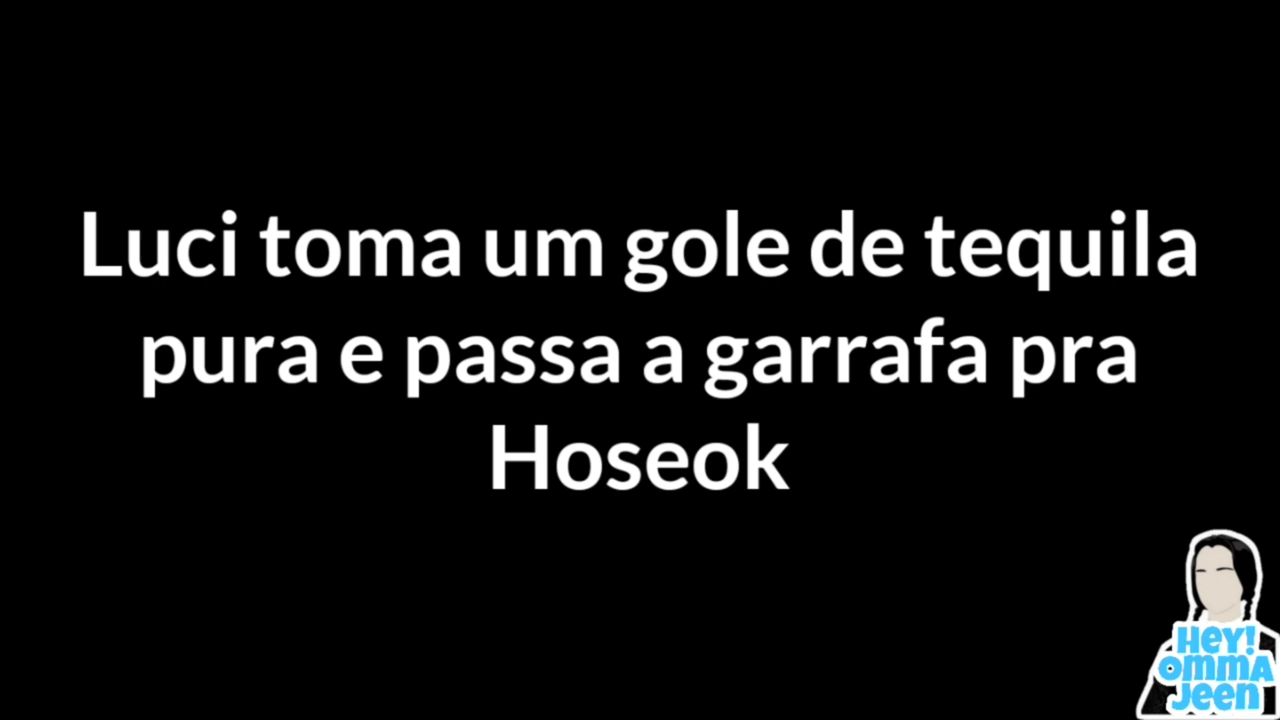 Luci toma um gole de tequila
pura e passa a garrafa pra
Hoseok
Hey!
omma
Jeen